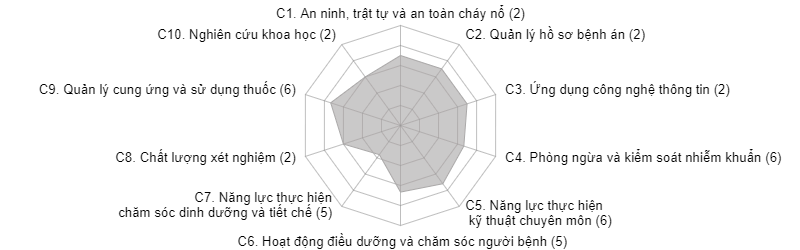 C1. An ninh, trật tự và an toàn cháy nổ (2)
C10. Nghiên cứu khoa học (2)
C2. Quản lý hồ sơ bệnh án (2)
C9. Quản lý cung ứng và sử dụng thuốc (6)
C3. Ứng dụng công nghệ thông tin (2)
C8. Chất lượng xét nghiệm (2)
C4. Phòng ngừa và kiểm soát nhiễm khuẩn (6)
C7. Năng lực thực hiện
chăm sóc dinh dưỡng và tiết chế (5)
C5. Năng lực thực hiện
kỹ thuật chuyên môn (6)
C6. Hoạt động điều dưỡng và chăm sóc người bệnh (5)